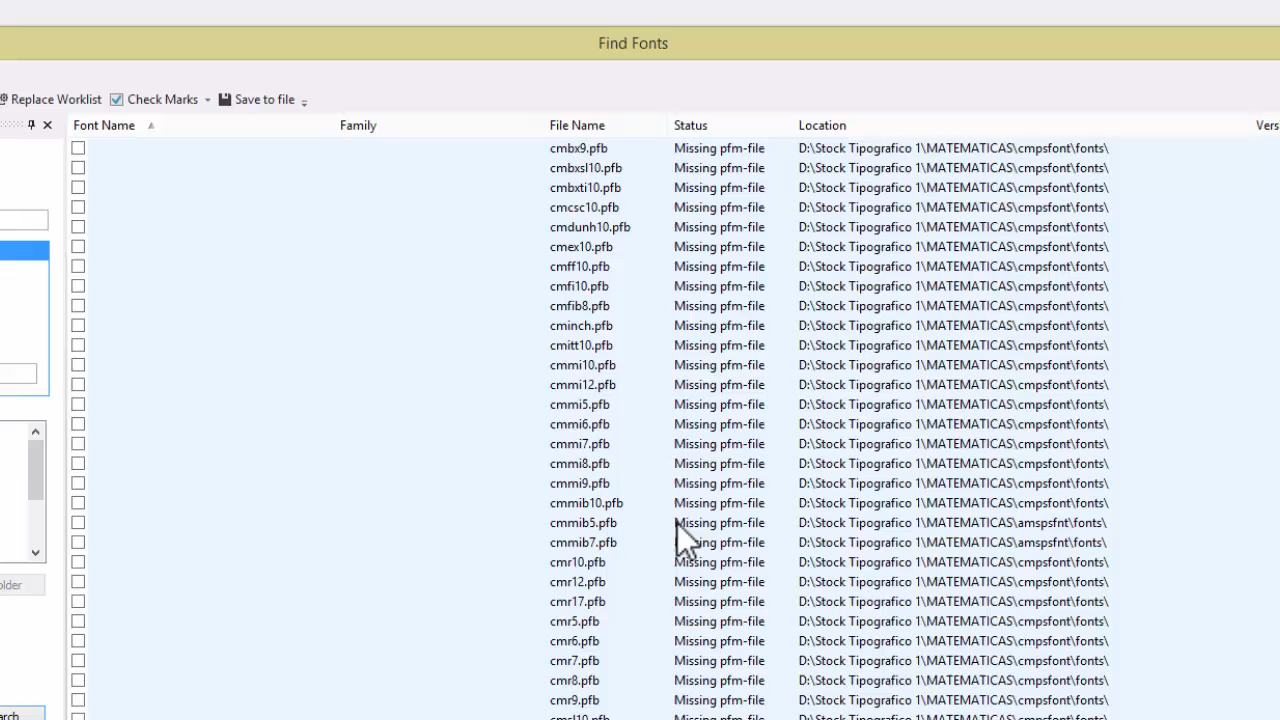 Find Fonts
Replace Worklist Check Marks Save to file
Font Name Family File Name Status Location Vers
cmbx9.pfb Missing pfm-file D:\Stock Tipografico 1\MATEMATICAS\cmpsfont\fonts\
cmbxsl10.pfb Missing pfm-file D:\Stock Tipografico 1\MATEMATICAS\cmpsfont\fonts\
cmbxti10.pfb Missing pfm-file D:\Stock Tipografico 1\MATEMATICAS\cmpsfont\fonts\
cmcsc10.pfb Missing pfm-file D:\Stock Tipografico 1\MATEMATICAS\cmpsfont\fonts\
cmdunh10.pfb Missing pfm-file D:\Stock Tipografico 1\MATEMATICAS\cmpsfont\fonts\
cmex10.pfb Missing pfm-file D:\Stock Tipografico 1\MATEMATICAS\cmpsfont\fonts\
cmff10.pfb Missing pfm-file D:\Stock Tipografico 1\MATEMATICAS\cmpsfont\fonts\
cmfi10.pfb Missing pfm-file D:\Stock Tipografico 1\MATEMATICAS\cmpsfont\fonts\
cmfib8.pfb Missing pfm-file D:\Stock Tipografico 1\MATEMATICAS\cmpsfont\fonts\
cminch.pfb Missing pfm-file D:\Stock Tipografico 1\MATEMATICAS\cmpsfont\fonts\
cmitt10.pfb Missing pfm-file D:\Stock Tipografico 1\MATEMATICAS\cmpsfont\fonts\
cmmi10.pfb Missing pfm-file D:\Stock Tipografico 1\MATEMATICAS\cmpsfont\fonts\
cmmi12.pfb Missing pfm-file D:\Stock Tipografico 1\MATEMATICAS\cmpsfont\fonts\
cmmi5.pfb Missing pfm-file D:\Stock Tipografico 1\MATEMATICAS\cmpsfont\fonts\
cmmi6.pfb Missing pfm-file D:\Stock Tipografico 1\MATEMATICAS\cmpsfont\fonts\
cmmi7.pfb Missing pfm-file D:\Stock Tipografico 1\MATEMATICAS\cmpsfont\fonts\
cmmi8.pfb Missing pfm-file D:\Stock Tipografico 1\MATEMATICAS\cmpsfont\fonts\
cmmi9.pfb Missing pfm-file D:\Stock Tipografico 1\MATEMATICAS\cmpsfont\fonts\
cmmib10.pfb Missing pfm-file D:\Stock Tipografico 1\MATEMATICAS\cmpsfont\fonts\
cmmib5.pfb Missing pfm-file D:\Stock Tipografico 1\MATEMATICAS\amspsfnt\fonts\
cmmib7.pfb Missing pfm-file D:\Stock Tipografico 1\MATEMATICAS\amspsfnt\fonts\
cmr10.pfb Missing pfm-file D:\Stock Tipografico 1\MATEMATICAS\cmpsfont\fonts\
cmr12.pfb Missing pfm-file D:\Stock Tipografico 1\MATEMATICAS\cmpsfont\fonts\
older
cmr17.pfb Missing pfm-file D:\Stock Tipografico 1\MATEMATICAS\cmpsfont\fonts\
cmr5.pfb Missing pfm-file D:\Stock Tipografico 1\MATEMATICAS\cmpsfont\fonts\
cmr6.pfb Missing pfm-file D:\Stock Tipografico 1\MATEMATICAS\cmpsfont\fonts\
cmr7.pfb Missing pfm-file D:\Stock Tipografico 1\MATEMATICAS\cmpsfont\fonts\
cmr8.pfb Missing pfm-file D:\Stock Tipografico 1\MATEMATICAS\cmpsfont\fonts\
cmr9.pfb Missing pfm-file D:\Stock Tipografico 1\MATEMATICAS\cmpsfont\fonts\
arch